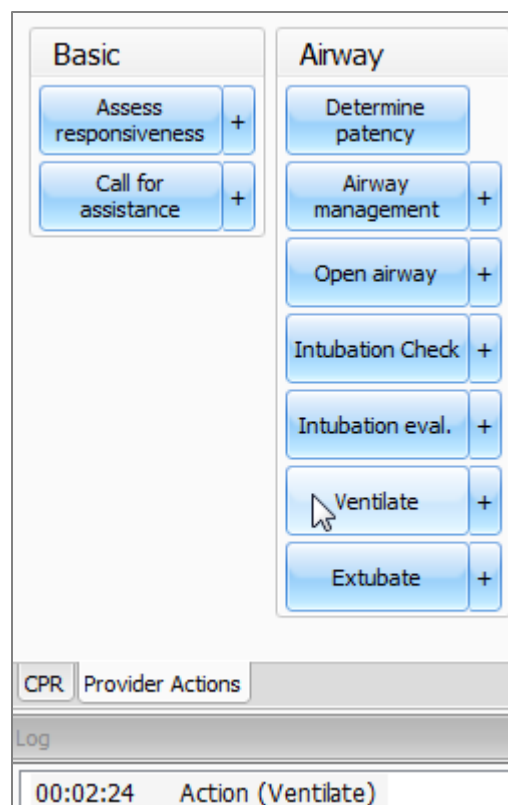 Basic
Assess
responsiveness
+
Call for
assistance
+
Airway
Determine
patency
Airway
management
+
Open airway
+
Intubation Check
+
Intubation eval.
+
Ventilate
+
Extubate
+
CPR
Provider Actions
Log
00:02:24 Action (Ventilate)